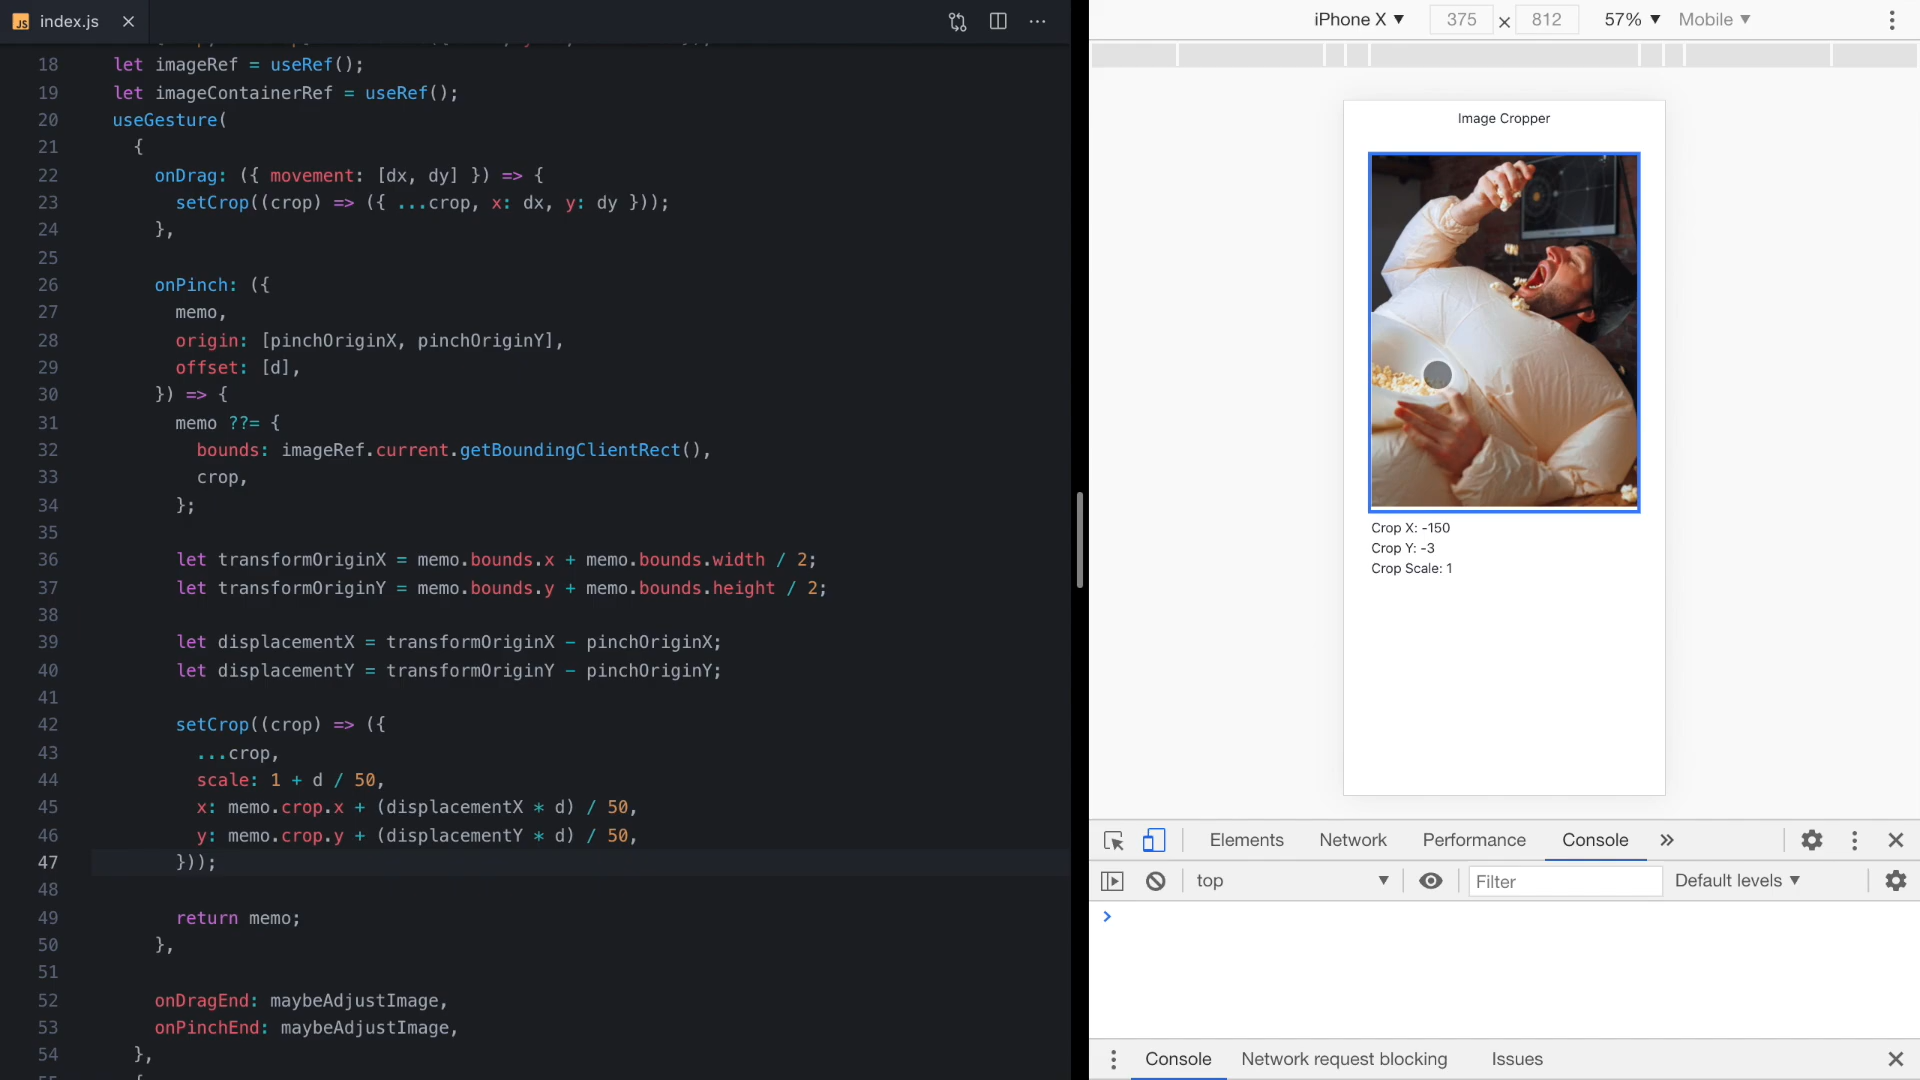 JS index.js
iPhone X ▼ 375 × 812 57% ▼ Mobile ▼
18 let imageRef = useRef();
19 let imageContainerRef = useRef();
20 useGesture(
21 {
22 onDrag: ({ movement: [dx, dy] }) => {
23 setCrop((crop) => ({ ...crop, x: dx, y: dy }));
24 },
25
26 onPinch: ({
27 memo,
28 origin: [pinchOriginX, pinchOriginY],
29 offset: [d],
30 }) => {
31 memo ??= {
32 bounds: imageRef.current.getBoundingClientRect(),
33 crop,
34 };
35
36 let transformOriginX = memo.bounds.x + memo.bounds.width / 2;
37 let transformOriginY = memo.bounds.y + memo.bounds.height / 2;
38
39 let displacementX = transformOriginX - pinchOriginX;
40 let displacementY = transformOriginY - pinchOriginY;
41
42 setCrop((crop) => ({
43 ...crop,
44 scale: 1 + d / 50,
45 x: memo.crop.x + (displacementX * d) / 50,
46 y: memo.crop.y + (displacementY * d) / 50,
47 }));
48
49 return memo;
50 },
51
52 onDragEnd: maybeAdjustImage,
53 onPinchEnd: maybeAdjustImage,
54 },
Image Cropper
Crop X: -150
Crop Y: -3
Crop Scale: 1
Elements Network Performance Console »
top ▼ Filter Default levels ▼
>
Console Network request blocking Issues